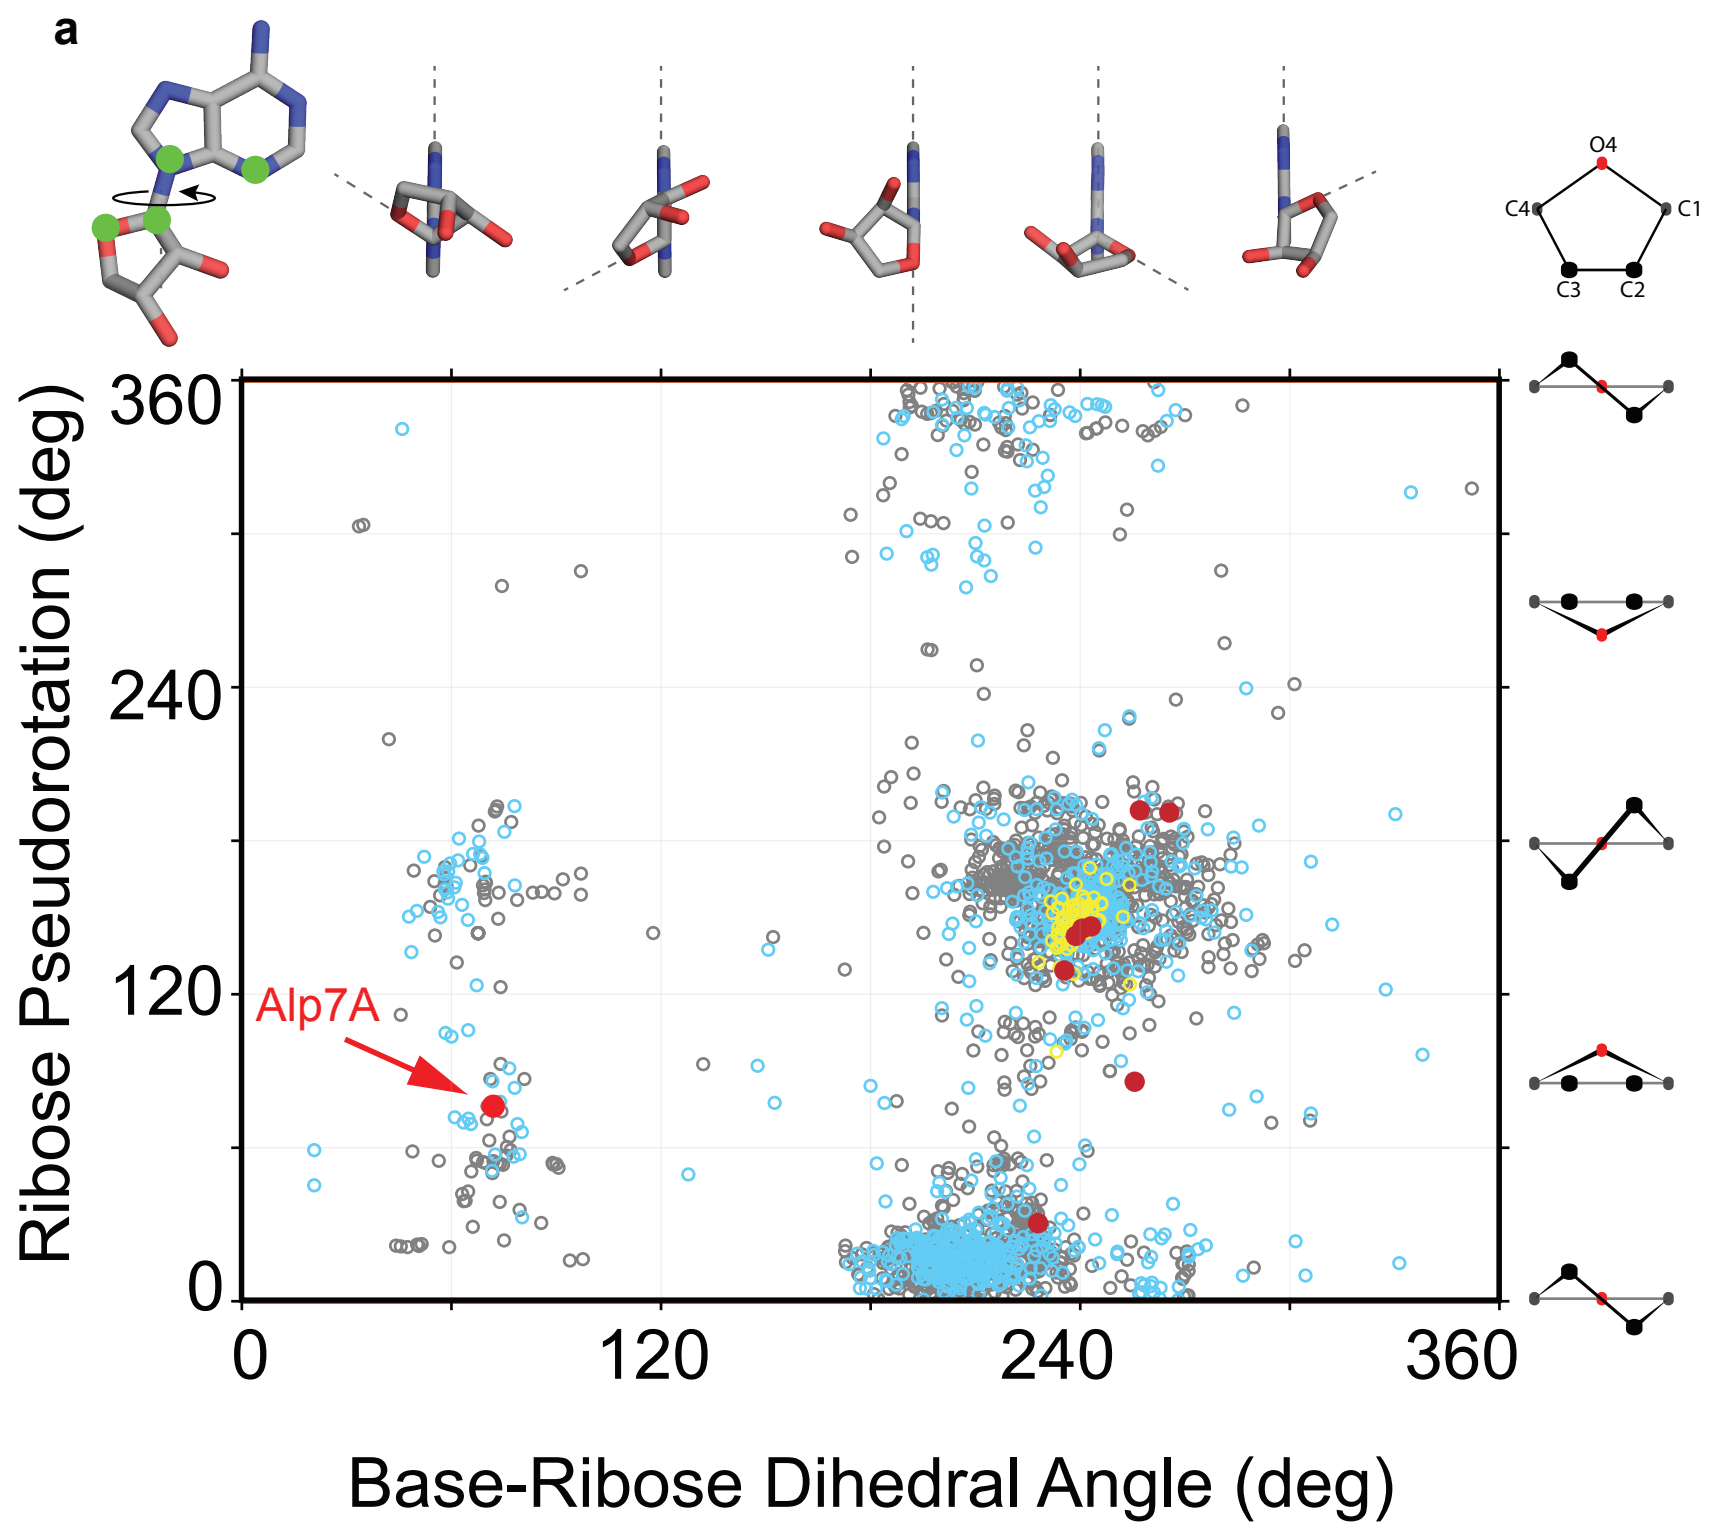 a
O4
C4
C1
C3
C2
Ribose Pseudorotation (deg)
360
240
120
0
Alp7A
0
120
240
360
Base-Ribose Dihedral Angle (deg)